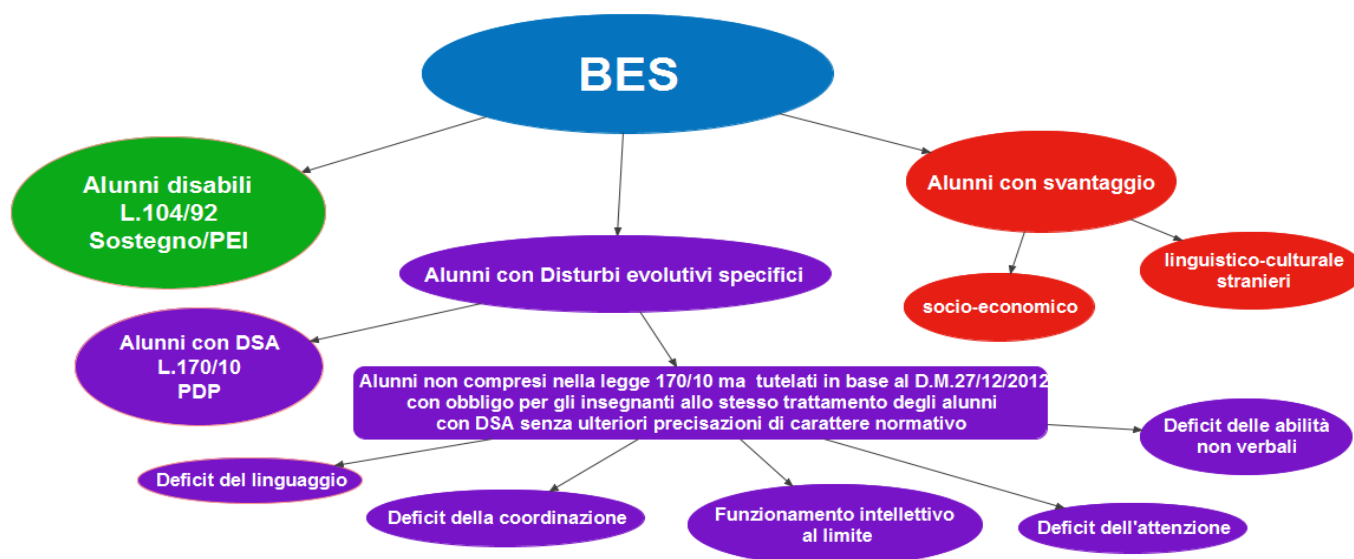 BES
Alunni disabili
L.104/92
Sostegno/PEI
Alunni con svantaggio
Alunni con Disturbi evolutivi specifici
linguistico-culturale
stranieri
socio-economico
Alunni con DSA
L.170/10
PDP
Alunni non compresi nella legge 170/10 ma tutelati in base al D.M.27/12/2012
con obbligo per gli insegnanti allo stesso trattamento degli alunni
con DSA senza ulteriori precisazioni di carattere normativo
Deficit delle abilità
non verbali
Deficit del linguaggio
Deficit della coordinazione
Funzionamento intellettivo
al limite
Deficit dell'attenzione